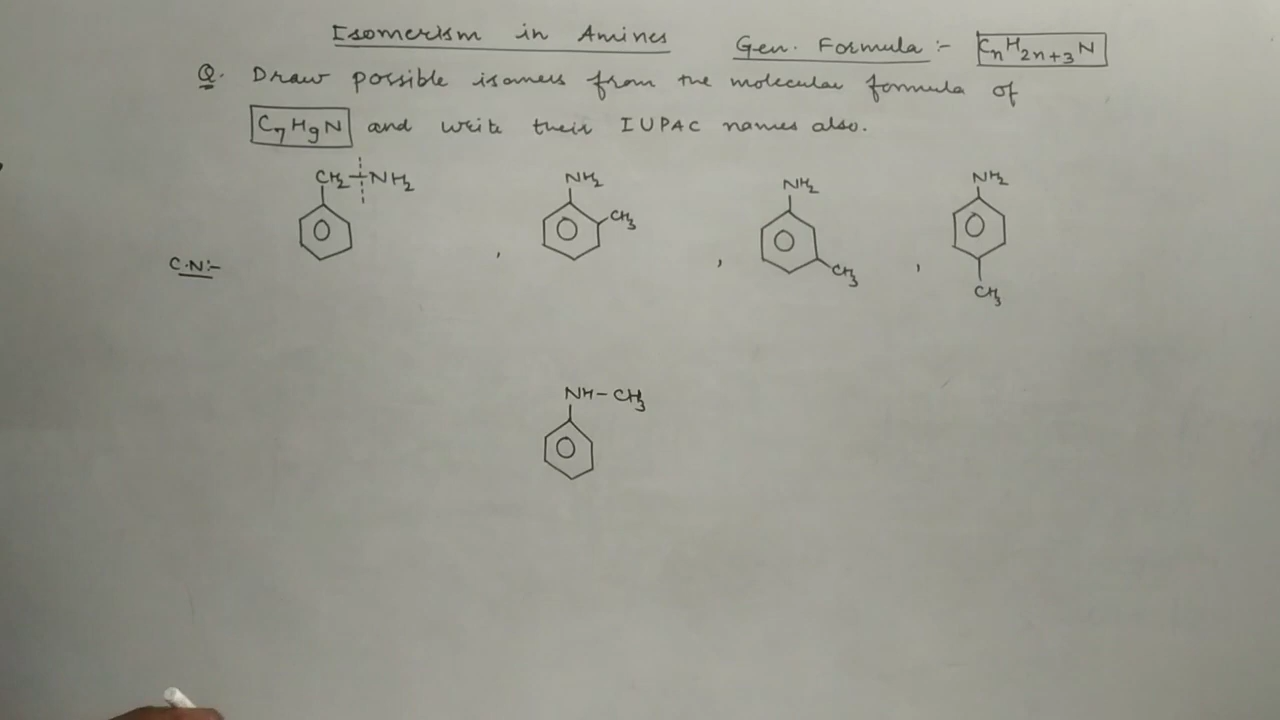 Isomerism in Amines Gen. Formula :- CnH2n+3N
Q. Draw possible isomers from the molecular formula of
C7H9N and write their IUPAC names also.
CH2-NH2 NH2 NH2 NH2
CH3 , CH3 , CH3 ,
C.N:-
NH-CH3